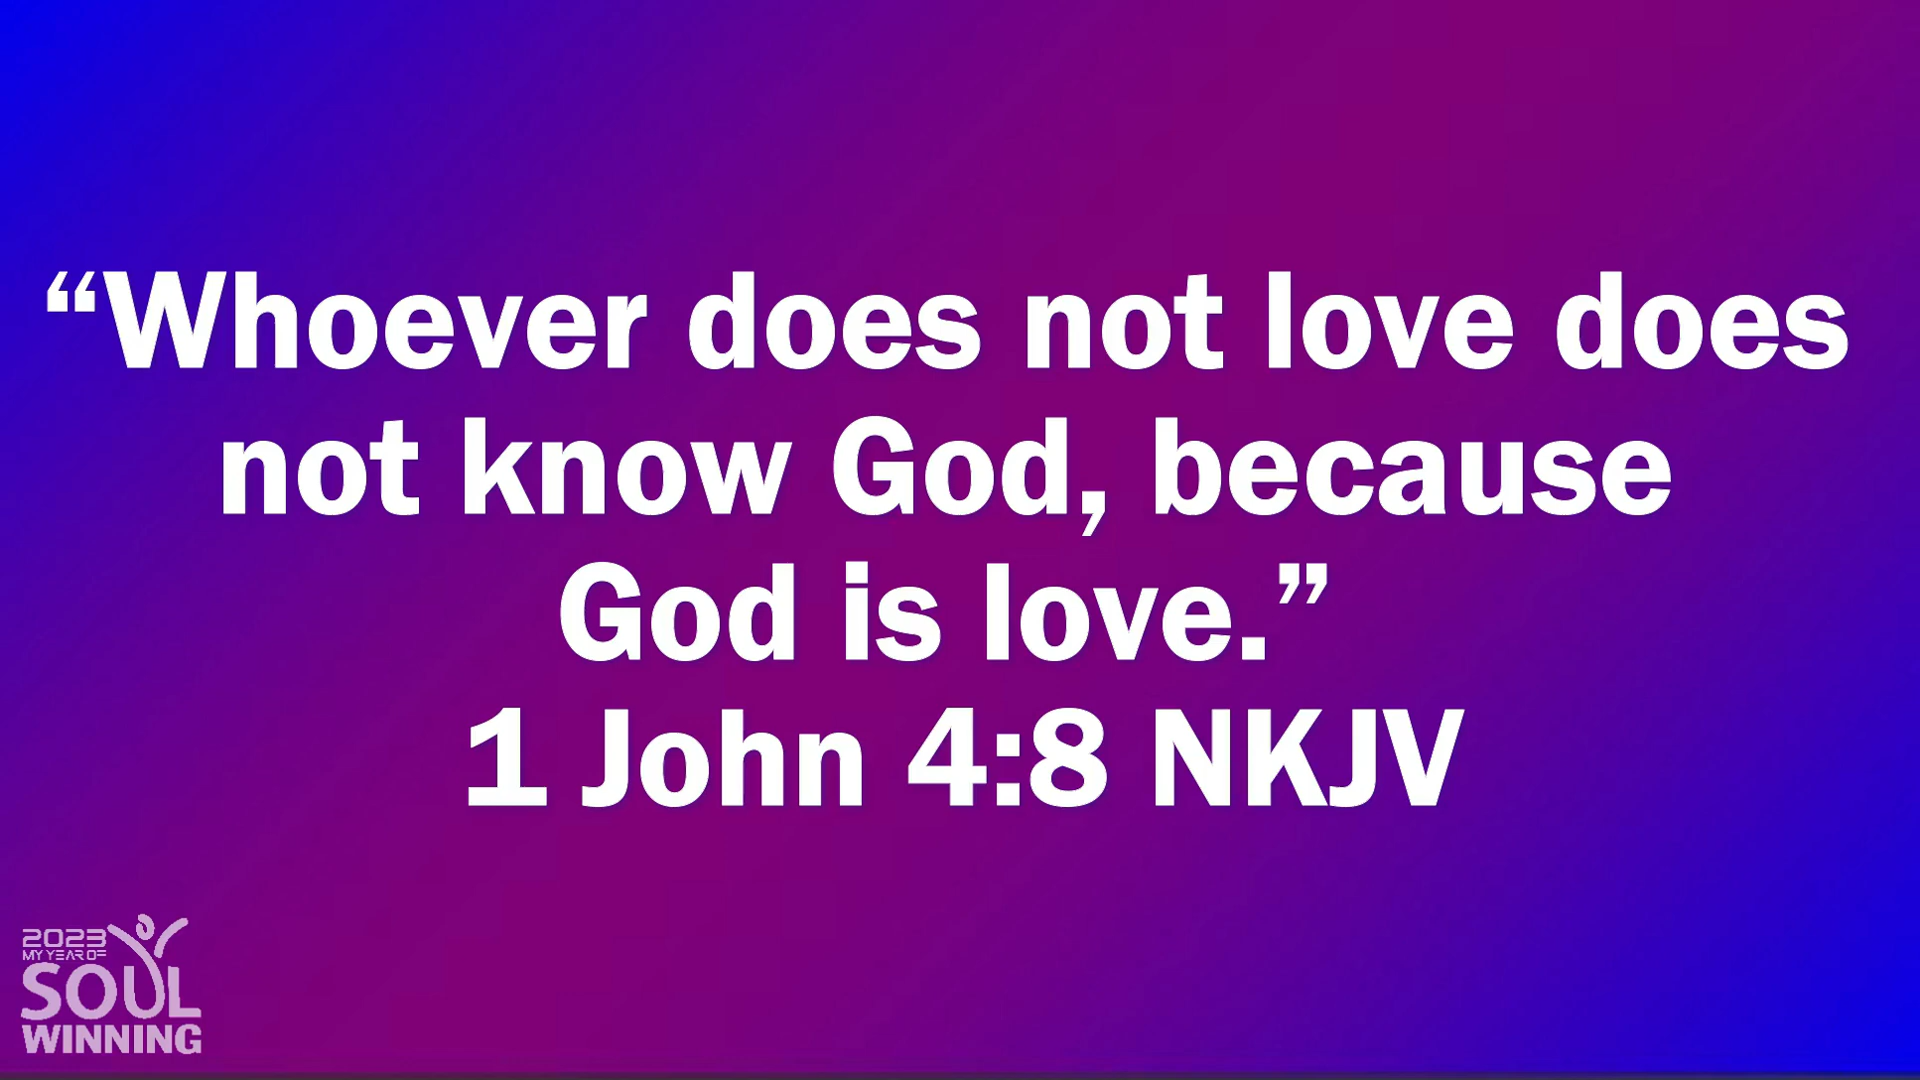 “Whoever does not love does
not know God, because
God is love.”
1 John 4:8 NKJV
2023
MY YEAR OF
SOUL
WINNING